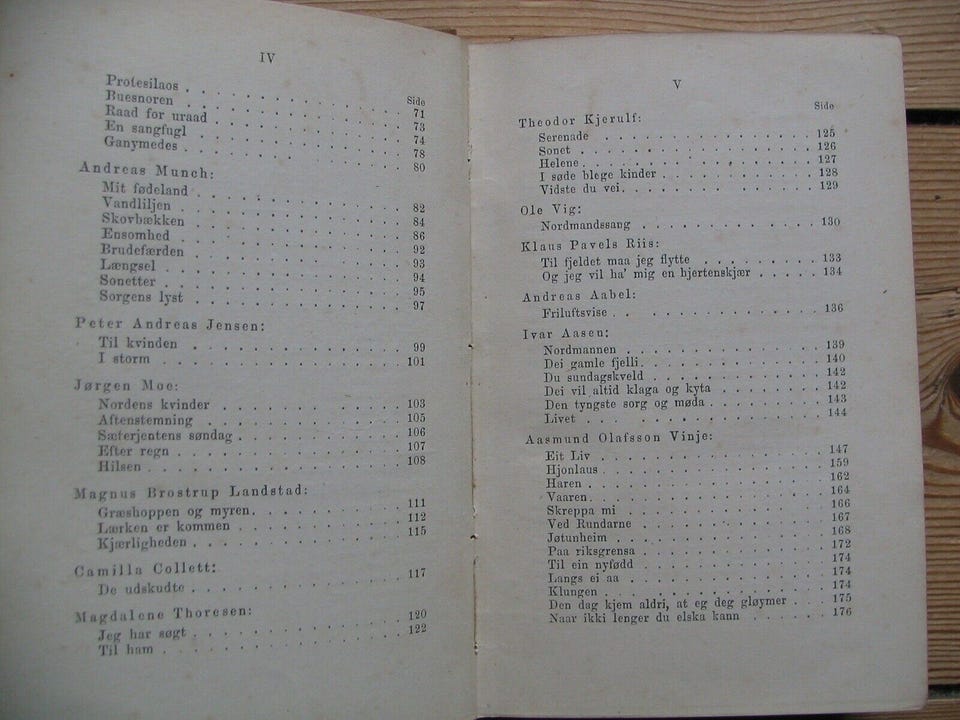 IV
Side
Protesilaos . . . . . . . . . . 71
Buesnoren . . . . . . . . . . 73
Raad for uraad . . . . . . . . . . 74
En sangfugl . . . . . . . . . . 78
Ganymedes . . . . . . . . . . 80
Andreas Munch:
Mit fødeland . . . . . . . . . . 82
Vandliljen . . . . . . . . . . 84
Skovbækken . . . . . . . . . . 86
Ensomhed . . . . . . . . . . 92
Brudefærden . . . . . . . . . . 93
Længsel . . . . . . . . . . 94
Sonetter . . . . . . . . . . 95
Sorgens lyst . . . . . . . . . . 97
Peter Andreas Jensen:
Til kvinden . . . . . . . . . . 99
I storm . . . . . . . . . . 101
Jørgen Moe:
Nordens kvinder . . . . . . . . . . 103
Aftenstemning . . . . . . . . . . 105
Sæterjentens søndag . . . . . . . . . . 106
Efter regn . . . . . . . . . . 107
Hilsen . . . . . . . . . . 108
Magnus Brostrup Landstad:
Græshoppen og myren . . . . . . . . . . 111
Lærken er kommen . . . . . . . . . . 112
Kjærligheden . . . . . . . . . . 115
Camilla Collett:
De udskudte . . . . . . . . . . 117
Magdalene Thoresen:
Jeg har søgt . . . . . . . . . . 120
Til ham . . . . . . . . . . 122
V
Side
Theodor Kjerulf:
Serenade . . . . . . . . . . 125
Sonet . . . . . . . . . . 126
Helene . . . . . . . . . . 127
I søde blege kinder . . . . . . . . . . 128
Vidste du vei . . . . . . . . . . 129
Ole Vig:
Nordmandssang . . . . . . . . . . 130
Klaus Pavels Riis:
Til fjeldet maa jeg flytte . . . . . . . . 133
Og jeg vil ha' mig en hjertenskjær . . . . . 134
Andreas Aabel:
Friluftsvise . . . . . . . . . . 136
Ivar Aasen:
Nordmannen . . . . . . . . . . 139
Dei gamle fjelli . . . . . . . . . . 140
Du sundagskveld . . . . . . . . . . 142
Dei vil altid klaga og kyta . . . . . . . 142
Den tyngste sorg og møda . . . . . . . . 143
Livet . . . . . . . . . . 144
Aasmund Olafsson Vinje:
Eit Liv . . . . . . . . . . 147
Hjonlaus . . . . . . . . . . 159
Haren . . . . . . . . . . 162
Vaaren . . . . . . . . . . 164
Skreppa mi . . . . . . . . . . 166
Ved Rundarne . . . . . . . . . . 167
Jøtunheim . . . . . . . . . . 168
Paa riksgrensa . . . . . . . . . . 172
Til ein nyfødd . . . . . . . . . . 174
Langs ei aa . . . . . . . . . . 174
Klungen . . . . . . . . . . 174
Den dag kjem aldri, at eg deg gløymer . . . 175
Naar ikki lenger du elska kann . . . . . . 176